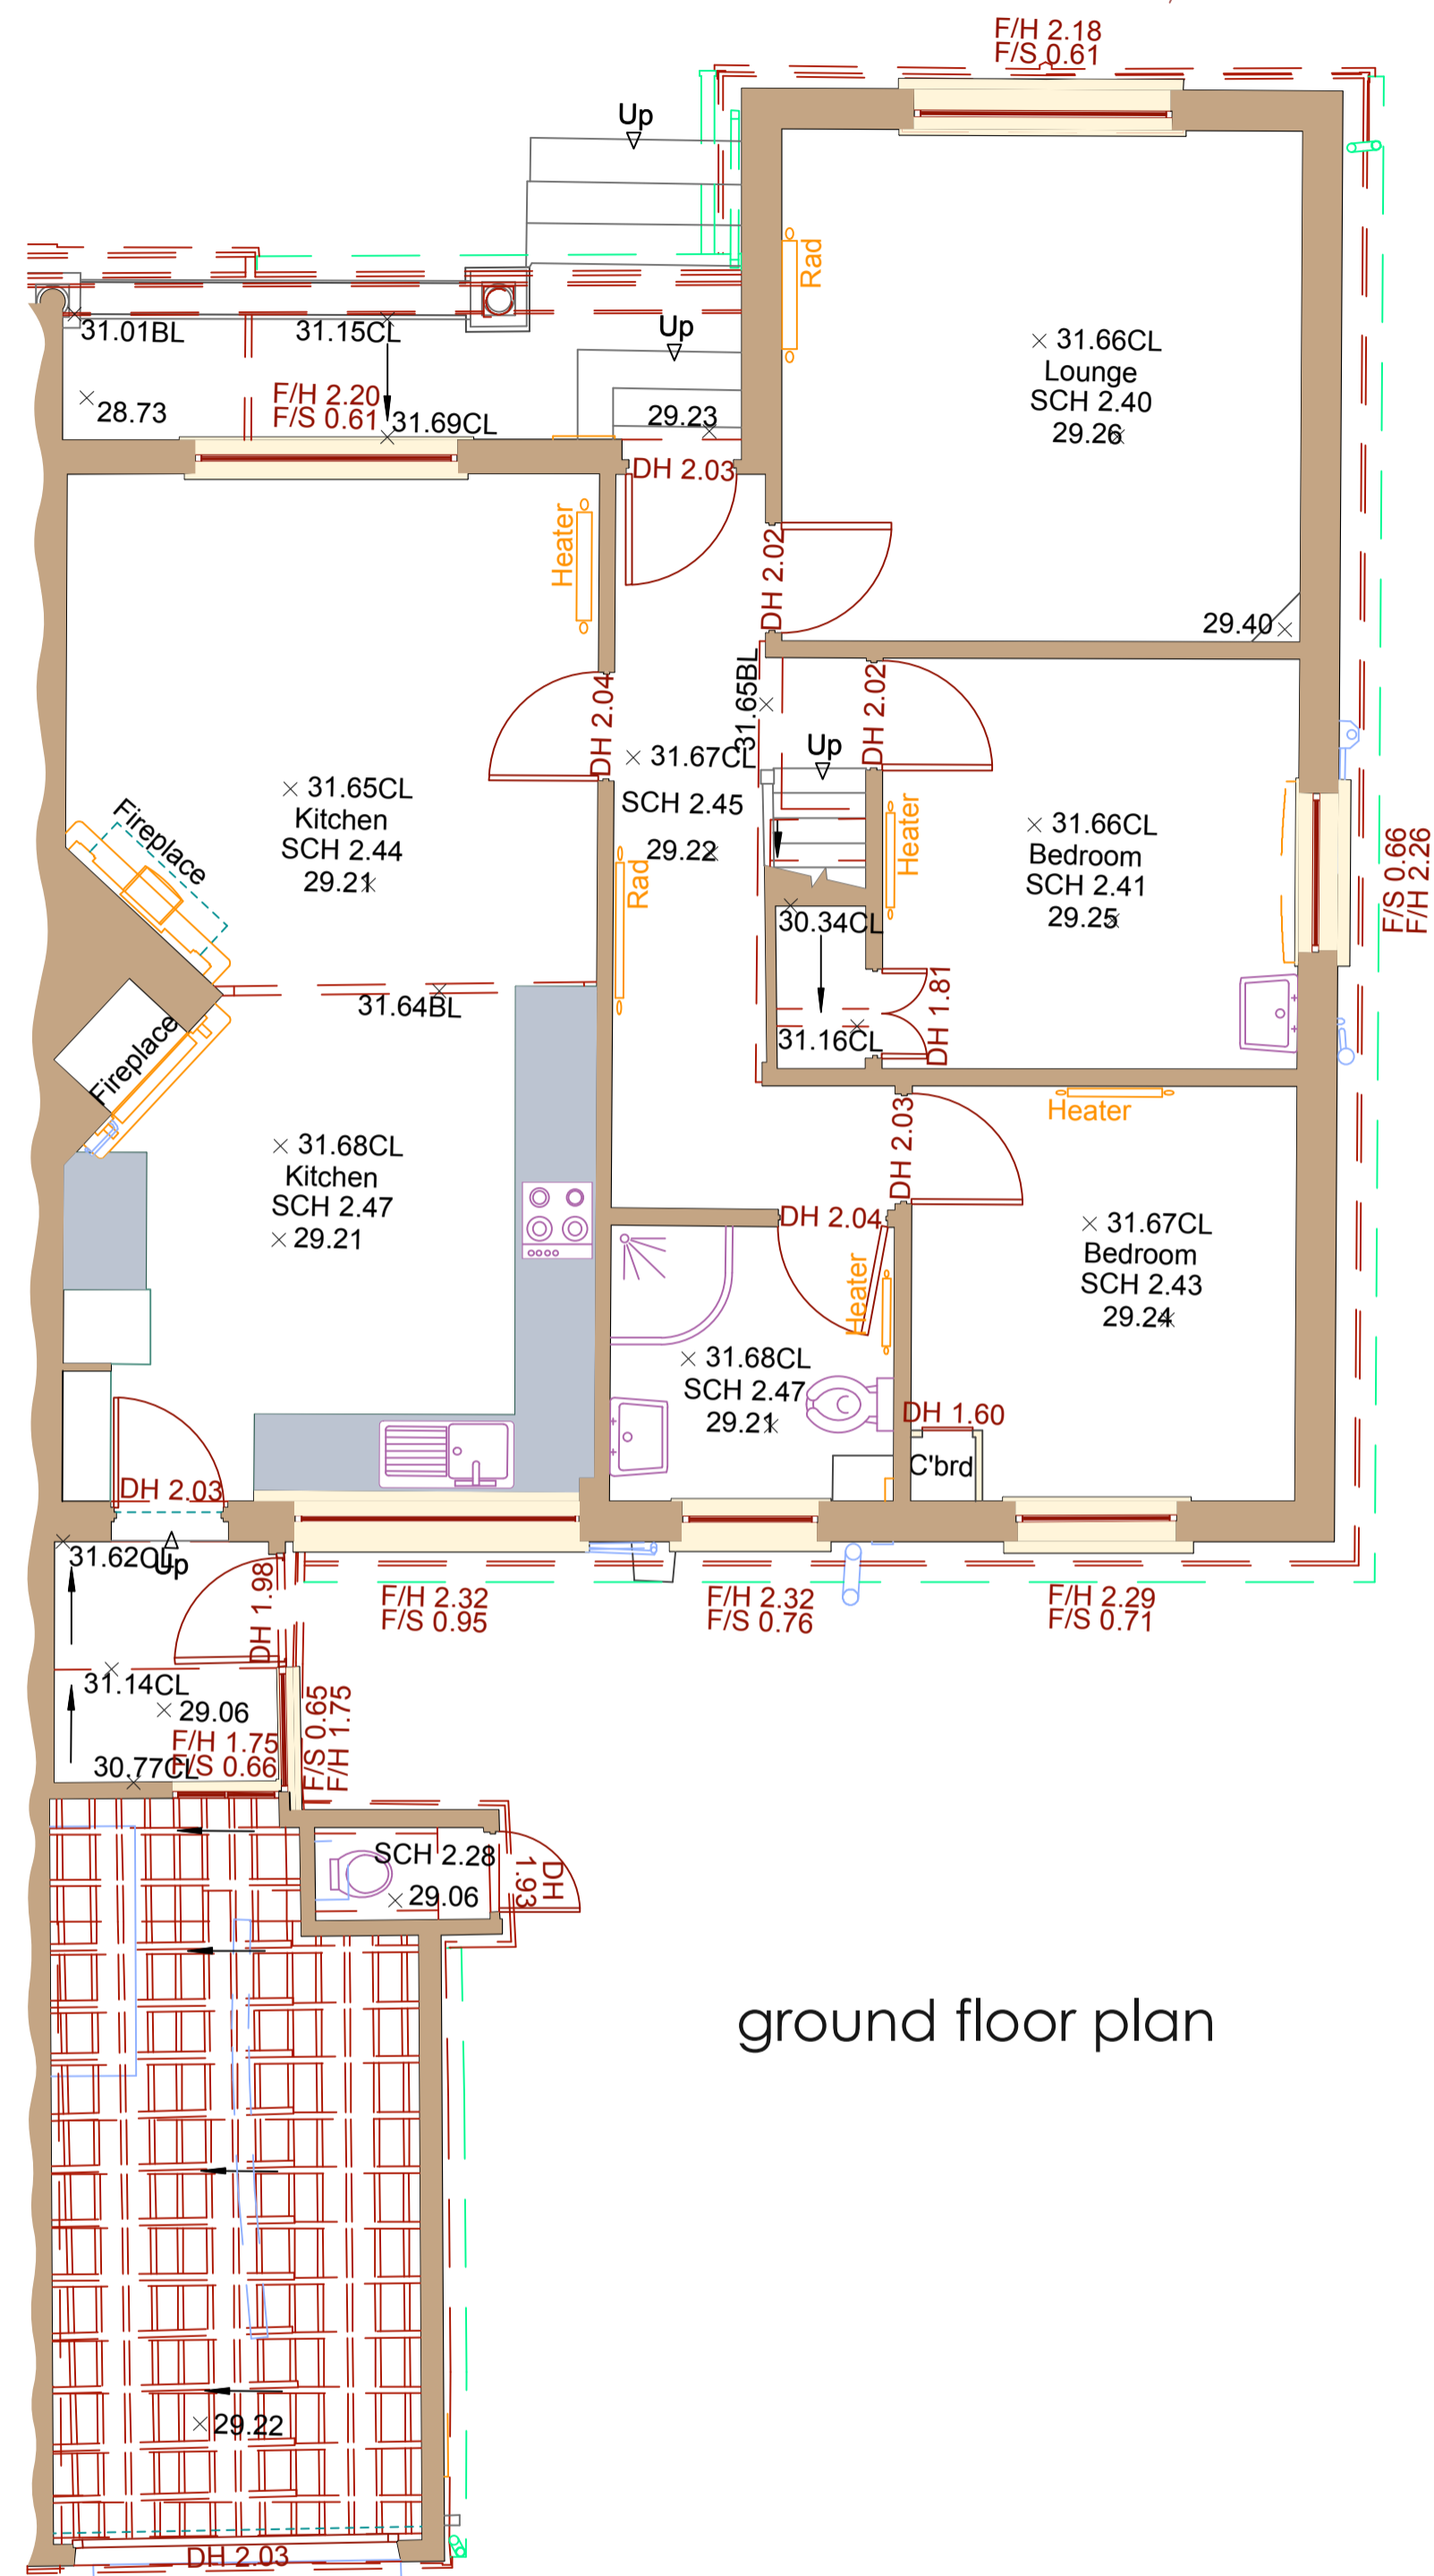 F/H 2.18
F/S 0.61
Up
31.01BL
31.15CL
Up
28.73
F/H 2.20
F/S 0.61
31.69CL
29.23
DH 2.03
Rad
31.66CL
Lounge
SCH 2.40
29.26
Heater
DH 2.02
29.40
DH 2.04
31.65BL
DH 2.02
31.67CL
SCH 2.45
29.22
Up
31.65CL
Kitchen
SCH 2.44
29.21
Fireplace
Rad
Heater
31.66CL
Bedroom
SCH 2.41
29.25
F/S 0.66
F/H 2.26
30.34CL
31.16CL
DH 1.81
31.64BL
Fireplace
Heater
DH 2.03
31.68CL
Kitchen
SCH 2.47
29.21
DH 2.04
Heater
31.67CL
Bedroom
SCH 2.43
29.24
31.68CL
SCH 2.47
29.21
DH 1.60
C'brd
DH 2.03
31.62CL
Up
DH 1.98
F/H 2.32
F/S 0.95
F/H 2.32
F/S 0.76
F/H 2.29
F/S 0.71
31.14CL
29.06
F/H 1.75
F/S 0.66
30.77CL
F/S 0.65
F/H 1.75
SCH 2.28
29.06
DH
1.93
ground floor plan
29.22
DH 2.03